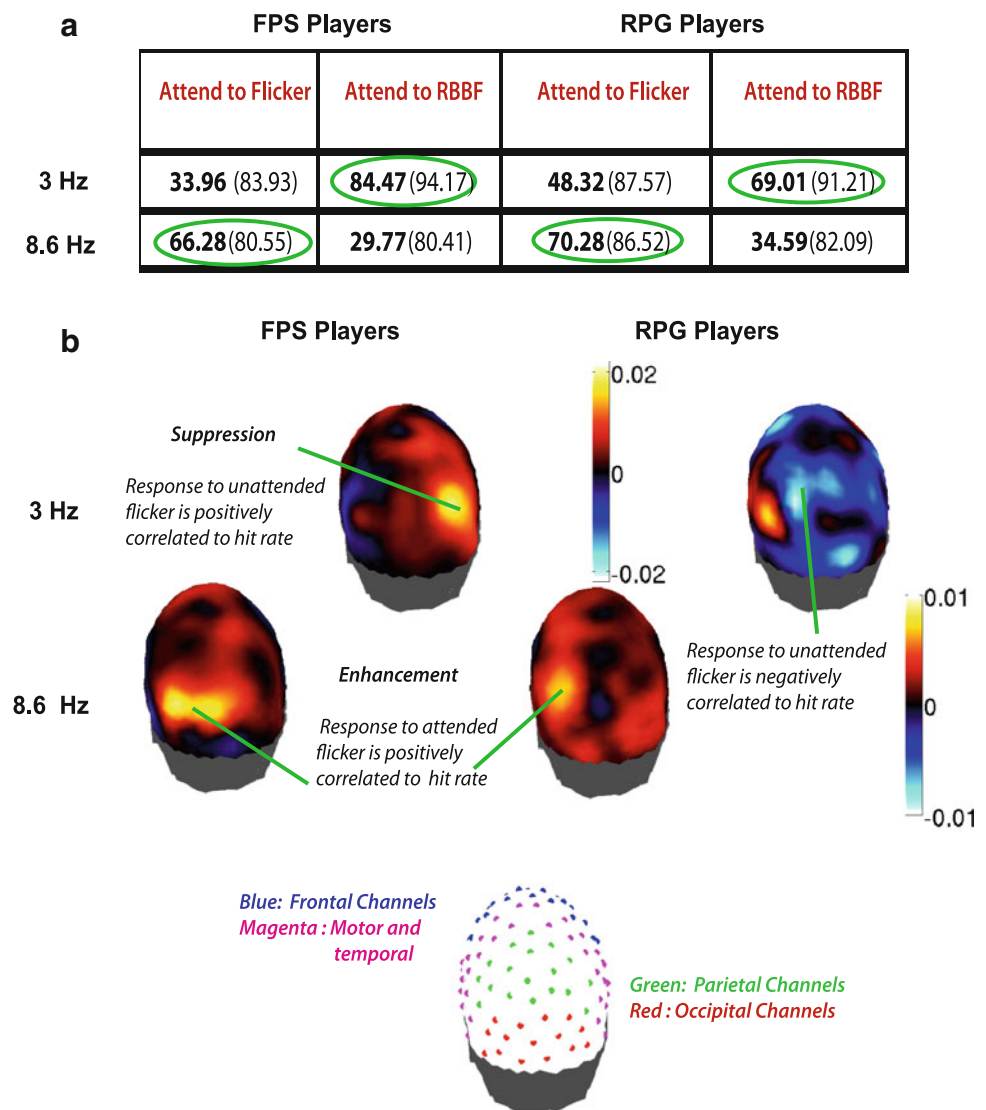 a
FPS Players
RPG Players
Attend to Flicker
Attend to RBBF
Attend to Flicker
Attend to RBBF
3 Hz
33.96 (83.93)
84.47 (94.17)
48.32 (87.57)
69.01 (91.21)
8.6 Hz
66.28 (80.55)
29.77 (80.41)
70.28 (86.52)
34.59 (82.09)
b
FPS Players
RPG Players
0.02
0
-0.02
Suppression
Response to unattended
flicker is positively
correlated to hit rate
3 Hz
0.01
0
-0.01
Response to unattended
flicker is negatively
correlated to hit rate
8.6 Hz
Enhancement
Response to attended
flicker is positively
correlated to hit rate
Blue: Frontal Channels
Magenta : Motor and
temporal
Green: Parietal Channels
Red : Occipital Channels